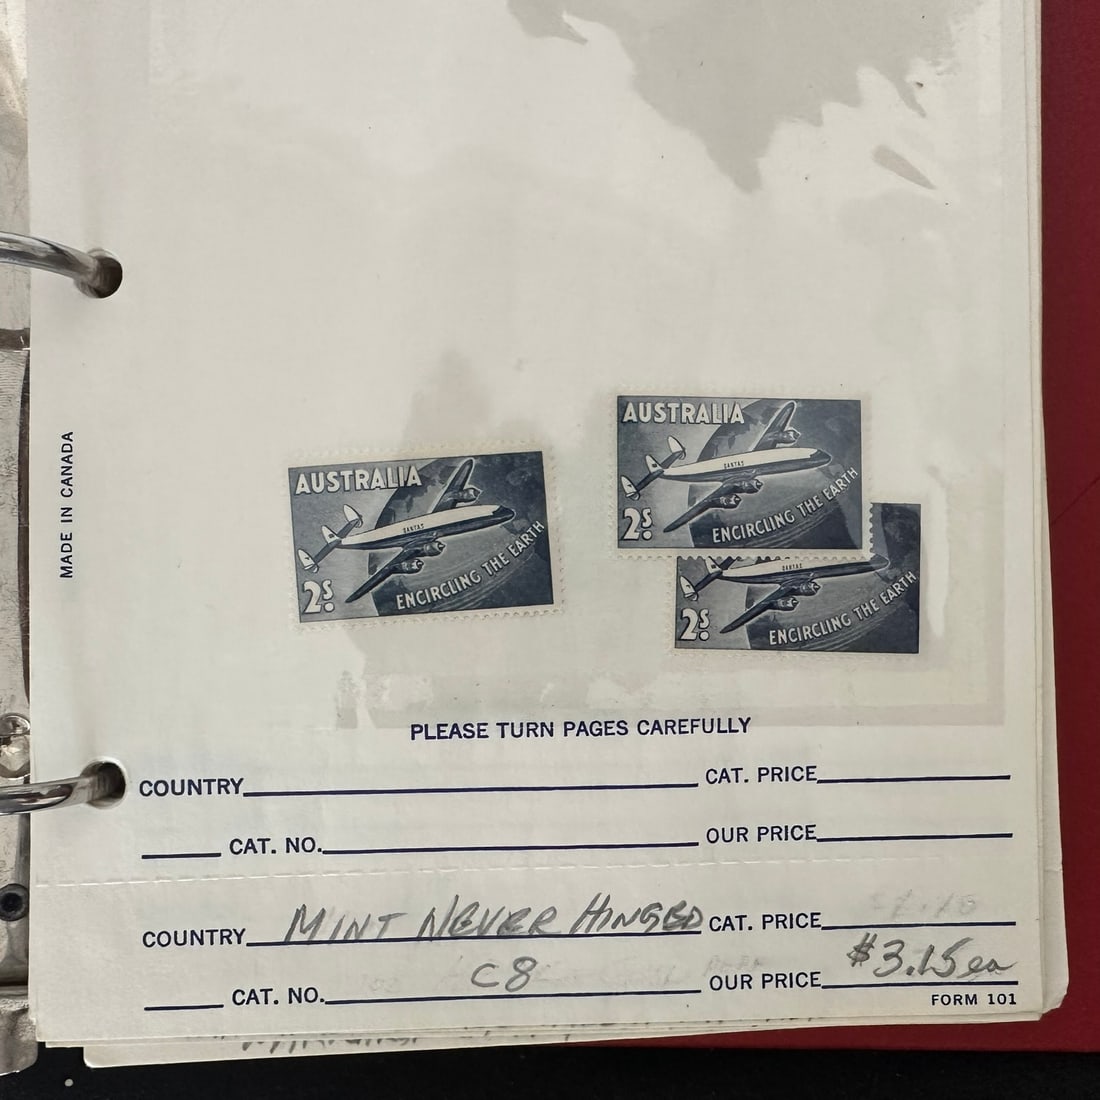 MADE IN CANADA
AUSTRALIA
QANTAS
2s.
ENCIRCLING THE EARTH
AUSTRALIA
QANTAS
2s.
ENCIRCLING THE EARTH
QANTAS
2s.
ENCIRCLING THE EARTH
PLEASE TURN PAGES CAREFULLY
COUNTRY CAT. PRICE
CAT. NO. OUR PRICE
COUNTRY MINT NEVER HINGED CAT. PRICE
CAT. NO. C8 OUR PRICE $3.15 ea
FORM 101